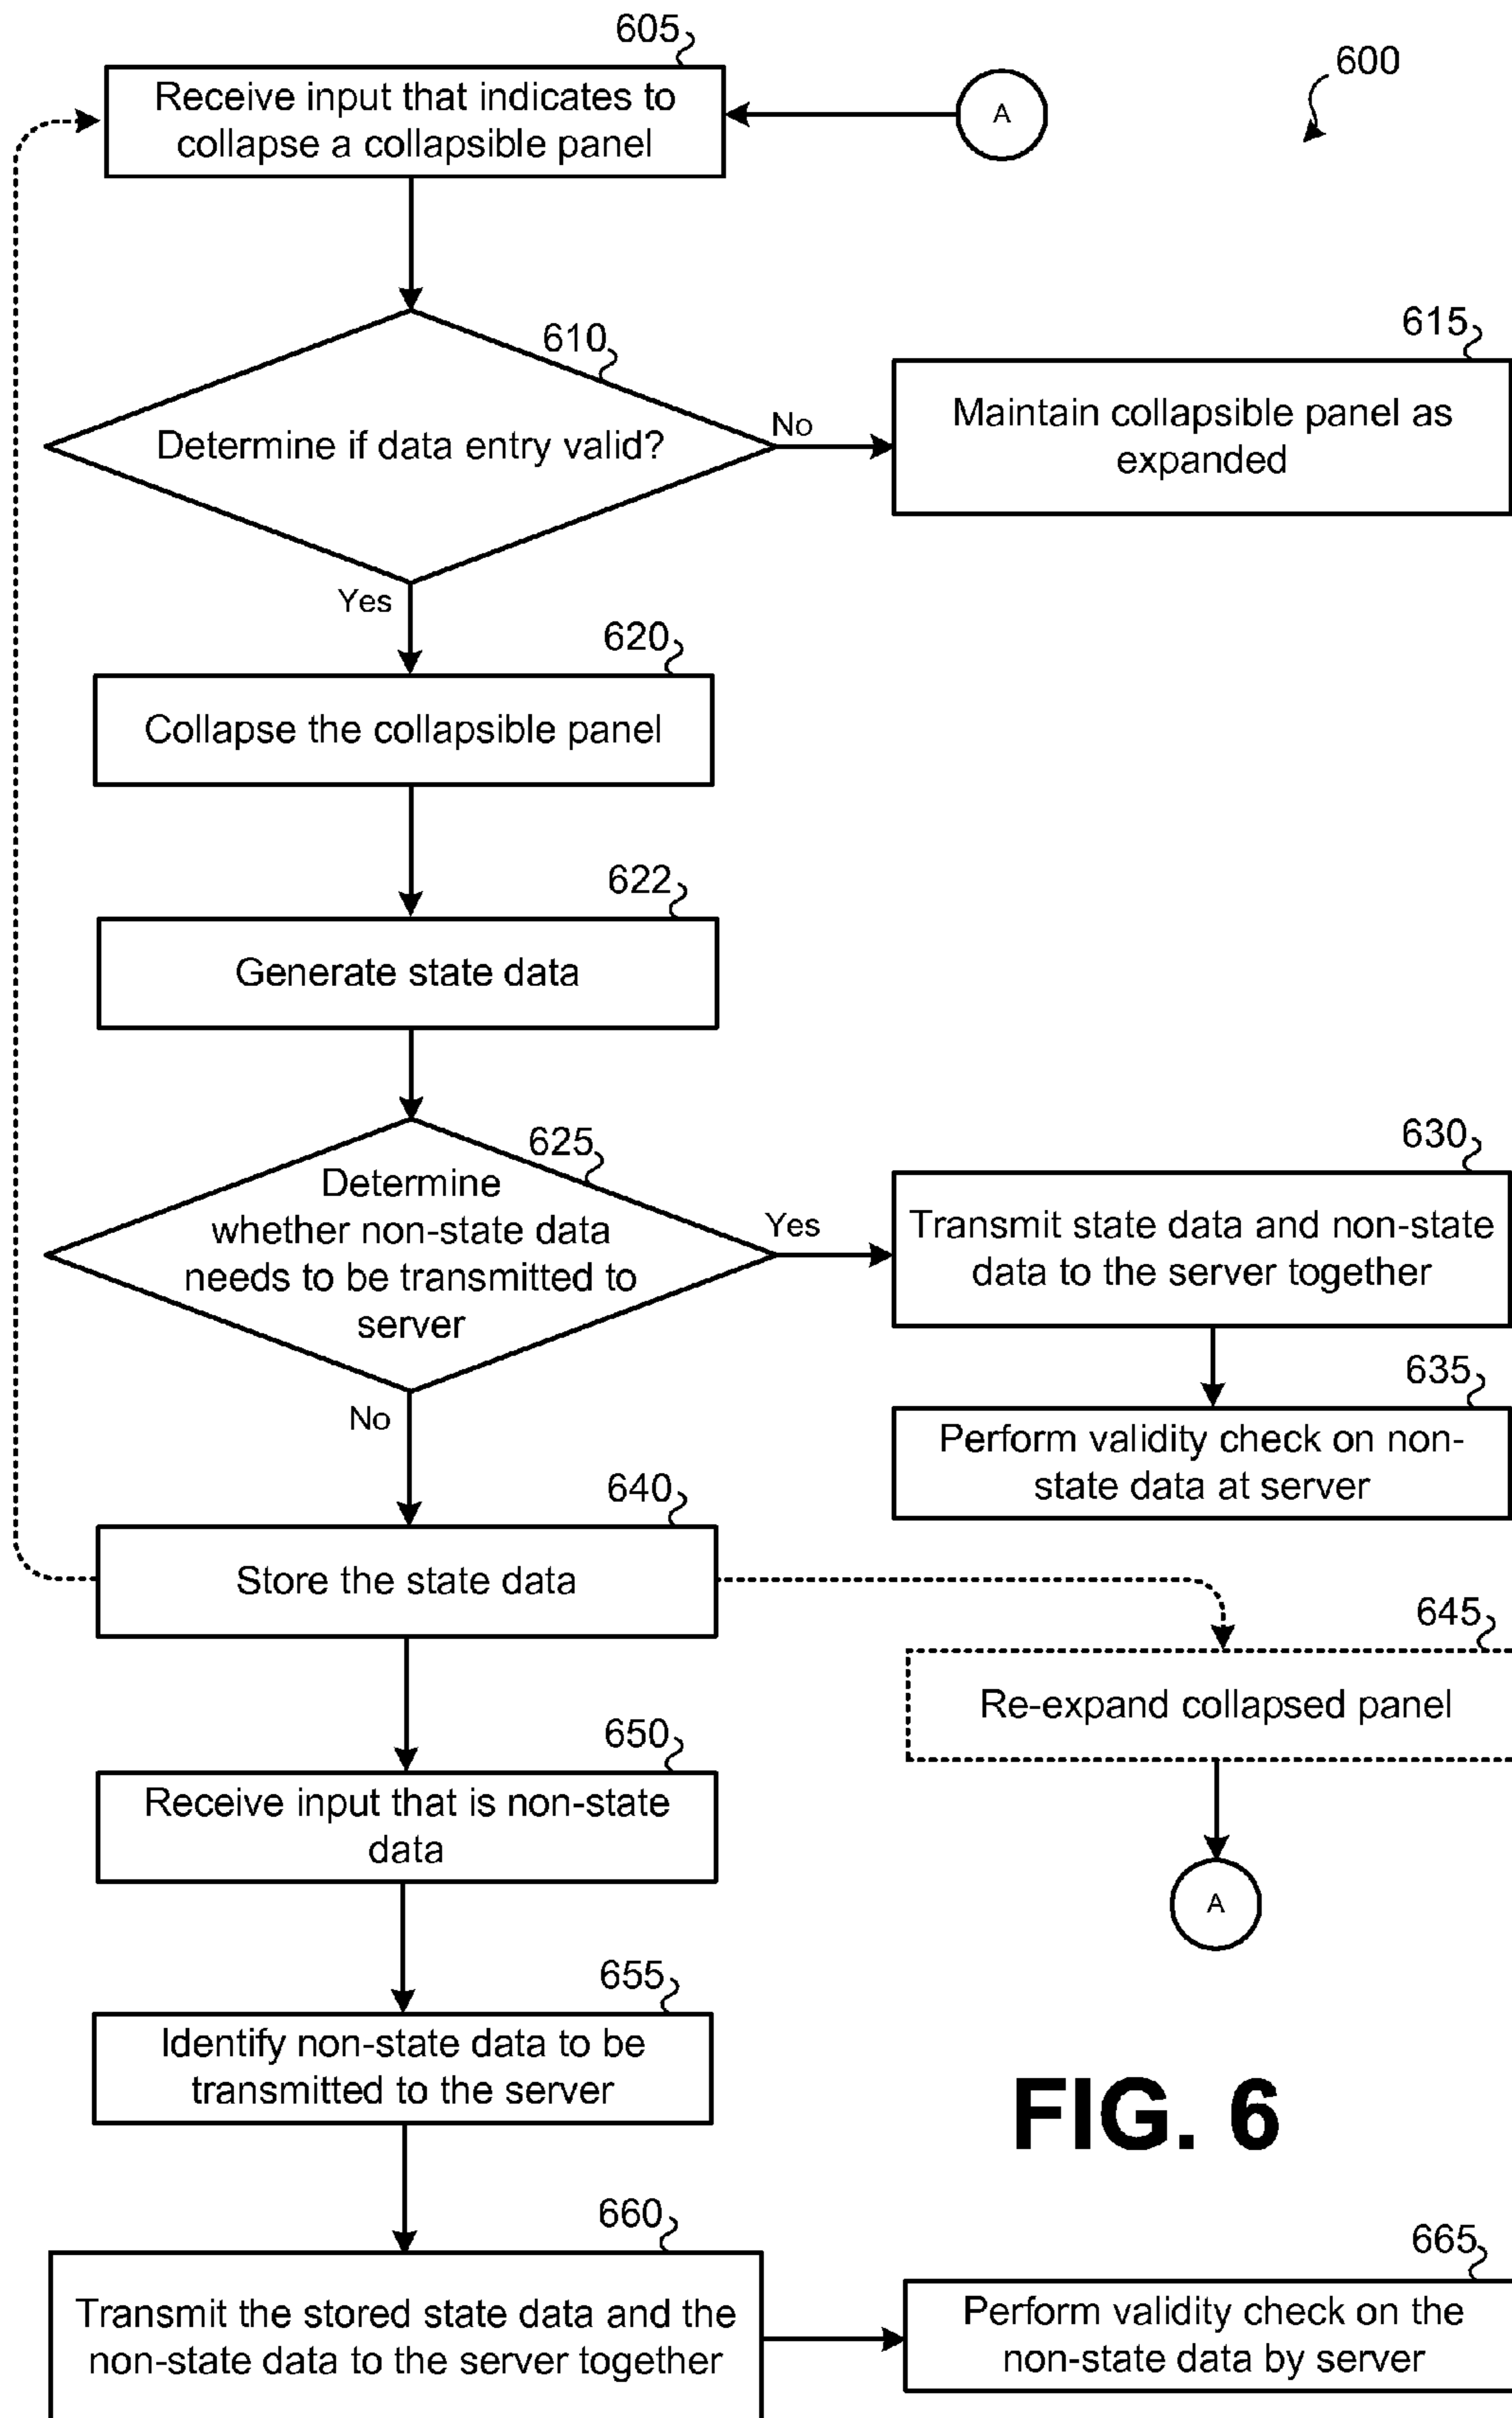 605
Receive input that indicates to
collapse a collapsible panel
A
600
610
Determine if data entry valid?
No
615
Maintain collapsible panel as
expanded
Yes
620
Collapse the collapsible panel
622
Generate state data
625
Determine
whether non-state data
needs to be transmitted to
server
Yes
630
Transmit state data and non-state
data to the server together
635
Perform validity check on non-
state data at server
No
640
Store the state data
645
Re-expand collapsed panel
A
650
Receive input that is non-state
data
655
Identify non-state data to be
transmitted to the server
FIG. 6
660
Transmit the stored state data and the
non-state data to the server together
665
Perform validity check on the
non-state data by server